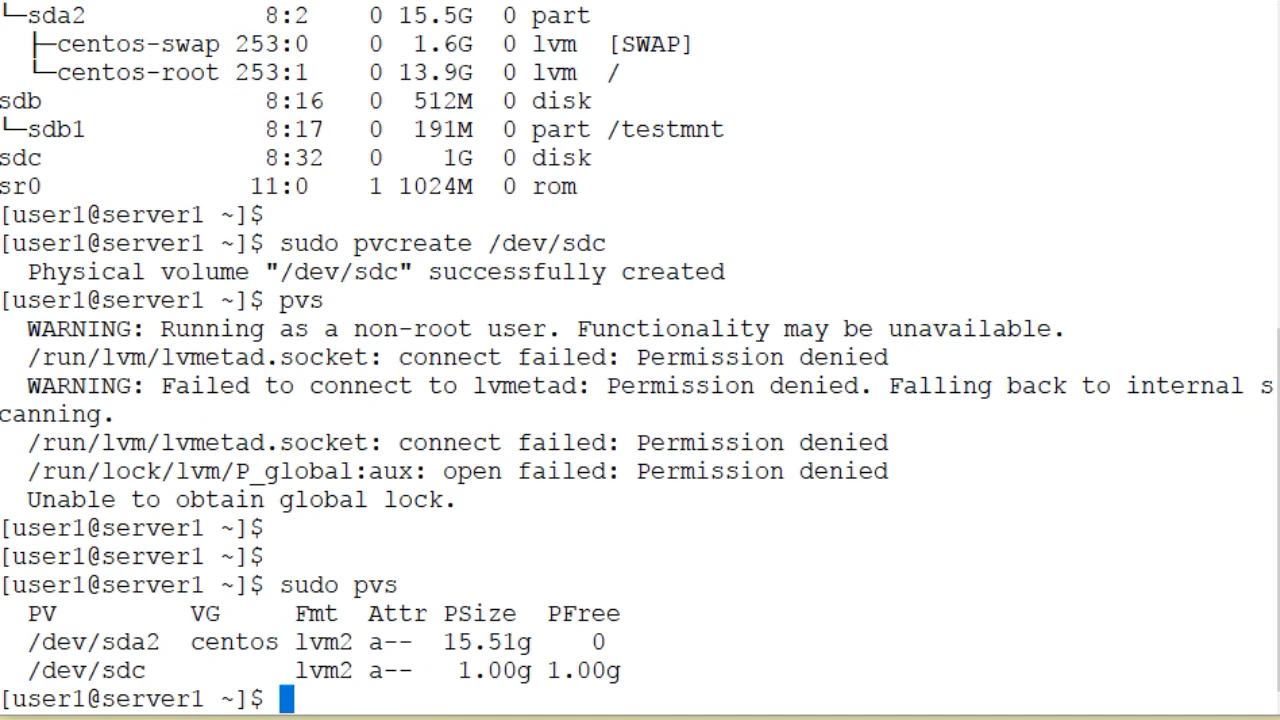 └─sda2            8:2    0 15.5G  0 part
  ├─centos-swap 253:0    0  1.6G  0 lvm  [SWAP]
  └─centos-root 253:1    0 13.9G  0 lvm  /
sdb               8:16   0  512M  0 disk
└─sdb1            8:17   0  191M  0 part /testmnt
sdc               8:32   0    1G  0 disk
sr0              11:0    1 1024M  0 rom
[user1@server1 ~]$
[user1@server1 ~]$ sudo pvcreate /dev/sdc
  Physical volume "/dev/sdc" successfully created
[user1@server1 ~]$ pvs
  WARNING: Running as a non-root user. Functionality may be unavailable.
  /run/lvm/lvmetad.socket: connect failed: Permission denied
  WARNING: Failed to connect to lvmetad: Permission denied. Falling back to internal s
canning.
  /run/lvm/lvmetad.socket: connect failed: Permission denied
  /run/lock/lvm/P_global:aux: open failed: Permission denied
  Unable to obtain global lock.
[user1@server1 ~]$
[user1@server1 ~]$
[user1@server1 ~]$ sudo pvs
  PV         VG     Fmt  Attr PSize  PFree
  /dev/sda2  centos lvm2 a--  15.51g    0
  /dev/sdc          lvm2 a--   1.00g 1.00g
[user1@server1 ~]$